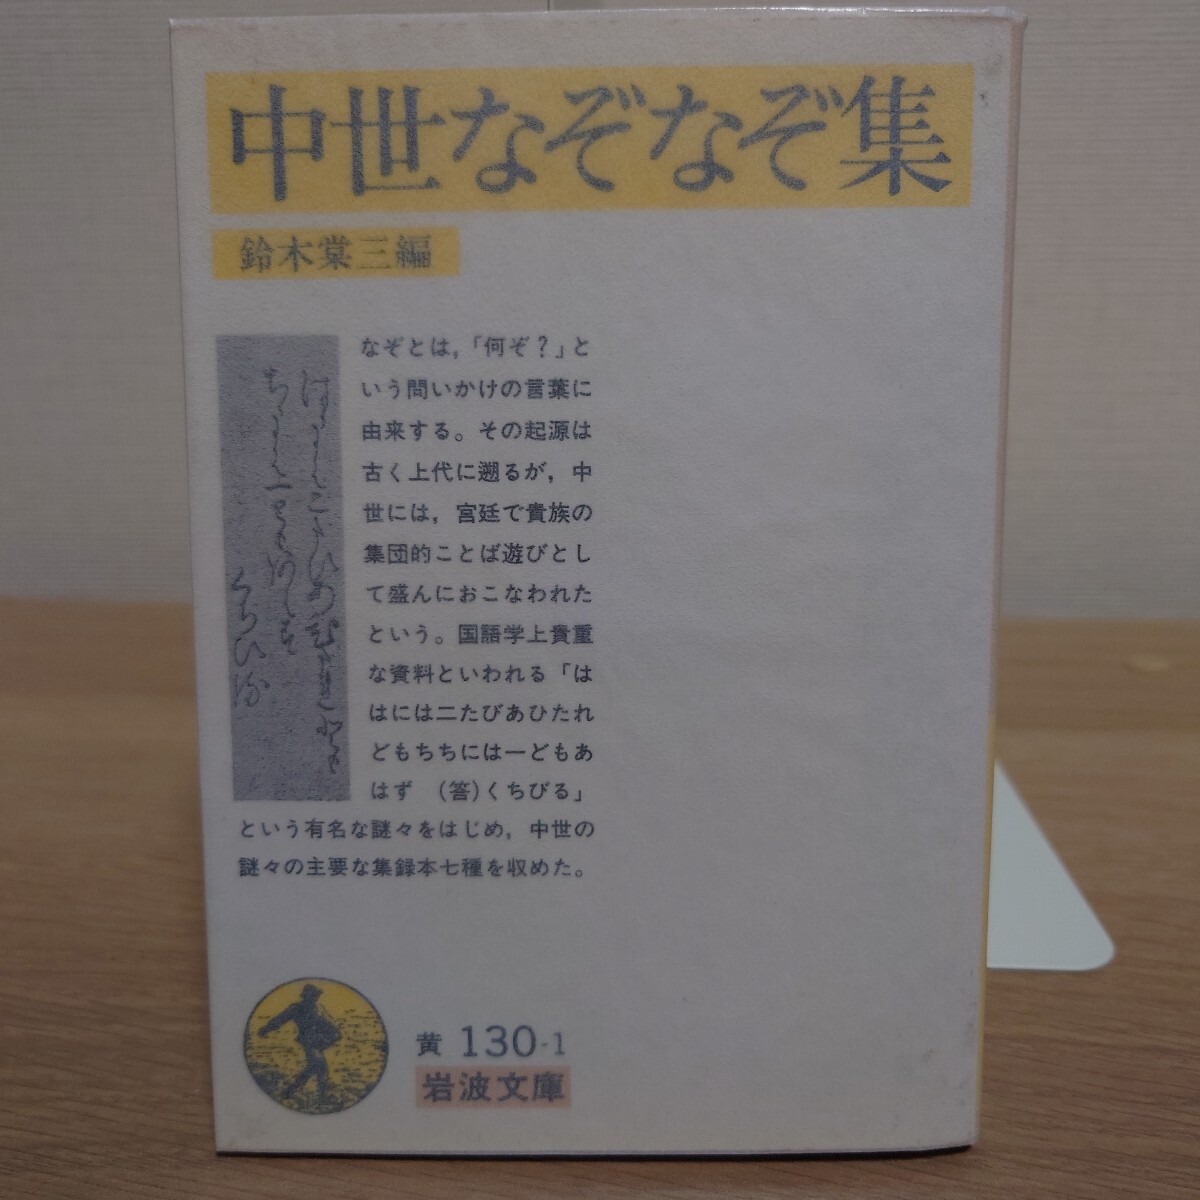 中世なぞなぞ集
鈴木棠三編
なぞとは,「何ぞ？」と
いう問いかけの言葉に
由来する。その起源は
古く上代に遡るが, 中
世には, 宮廷で貴族の
集団的ことば遊びとし
て盛んにおこなわれた
という。国語学上貴重
な資料といわれる「は
はには二たびあひたれ
どもちちには一どもあ
はず (答)くちびる」
という有名な謎々をはじめ, 中世の
謎々の主要な集録本七種を収めた。
黄 130-1
岩波文庫